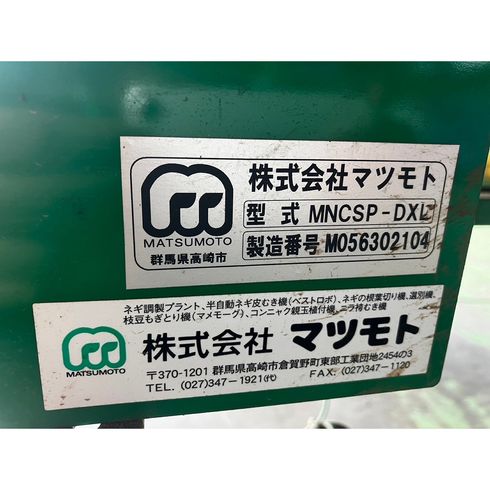 株式会社マツモト
型式 MNCSP-DXL
製造番号 M056302104
MATSUMOTO
群馬県高崎市
ネギ調製プラント、半自動ネギ皮むき機(ベストロボ)、ネギの根葉切り機、選別機、
枝豆もぎとり機(マメモーグ)、コンニャク親玉植付機、ニラ袴むき機
MATSUMOTO
株式会社 マツモト
〒370-1201 群馬県高崎市倉賀野町東部工業団地2454の3
TEL. (027)347-1921(代) FAX. (027)347-1120